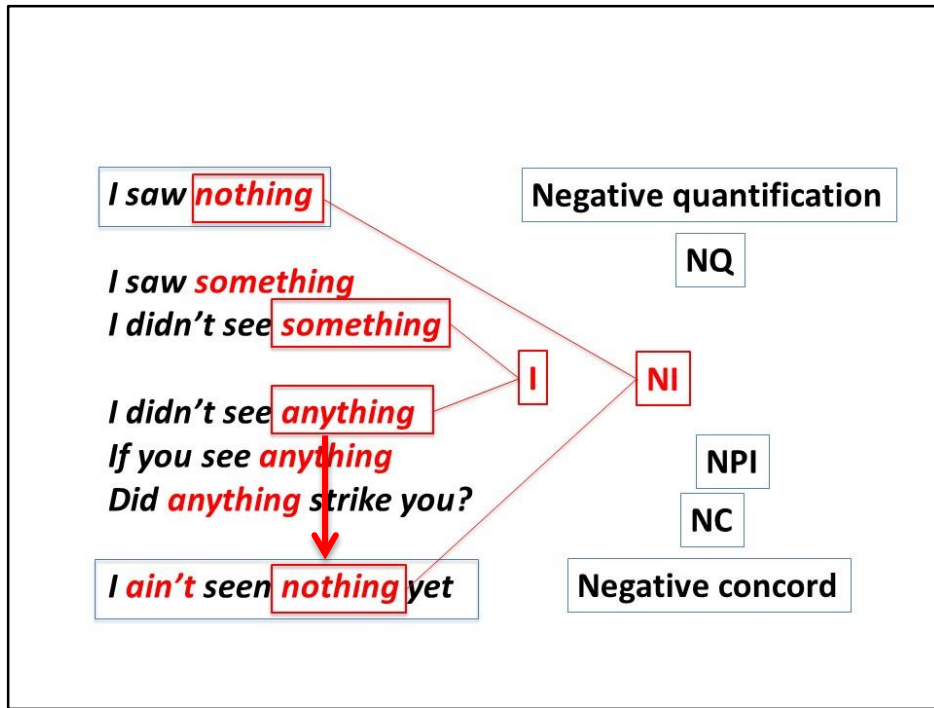 I saw nothing
Negative quantification
NQ
I saw something
I didn’t see something
I
NI
I didn’t see anything
If you see anything
NPI
Did anything strike you?
NC
I ain’t seen nothing yet
Negative concord